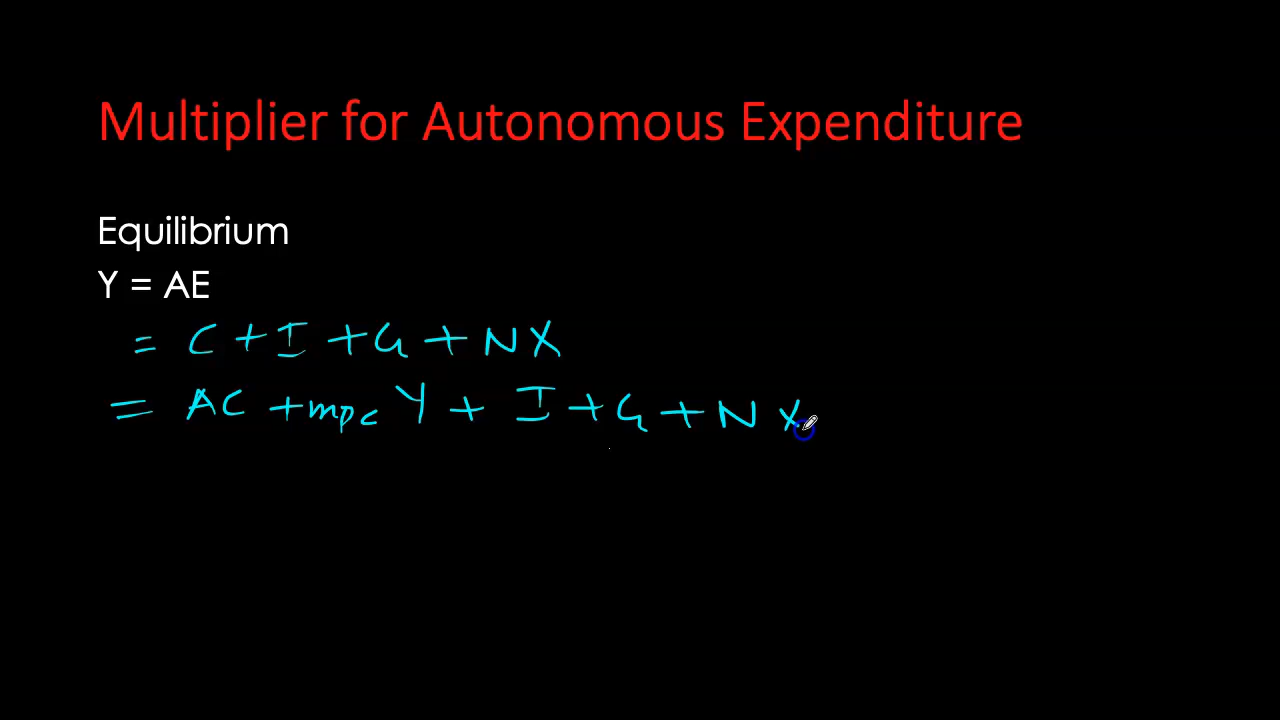 Multiplier for Autonomous Expenditure
Equilibrium
Y = AE
= C + I + G + NX
= AC + mpc Y + I + G + NX